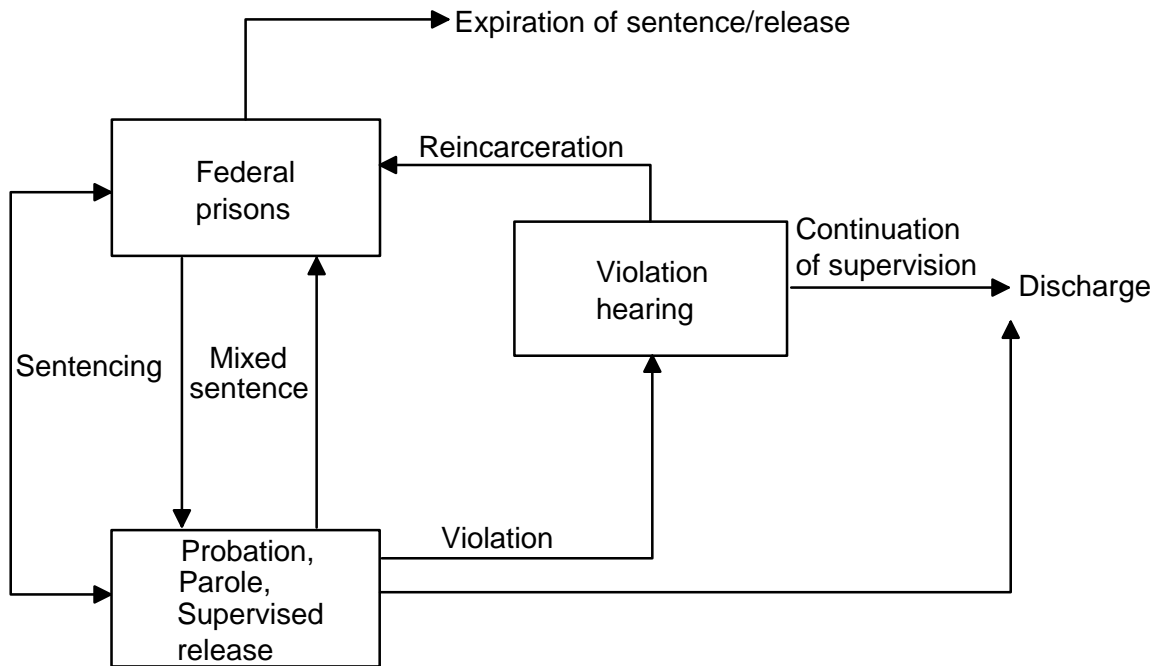 Expiration of sentence/release
Federal
prisons
Reincarceration
Violation
hearing
Continuation
of supervision
Discharge
Sentencing
Mixed
sentence
Probation,
Parole,
Supervised
release
Violation